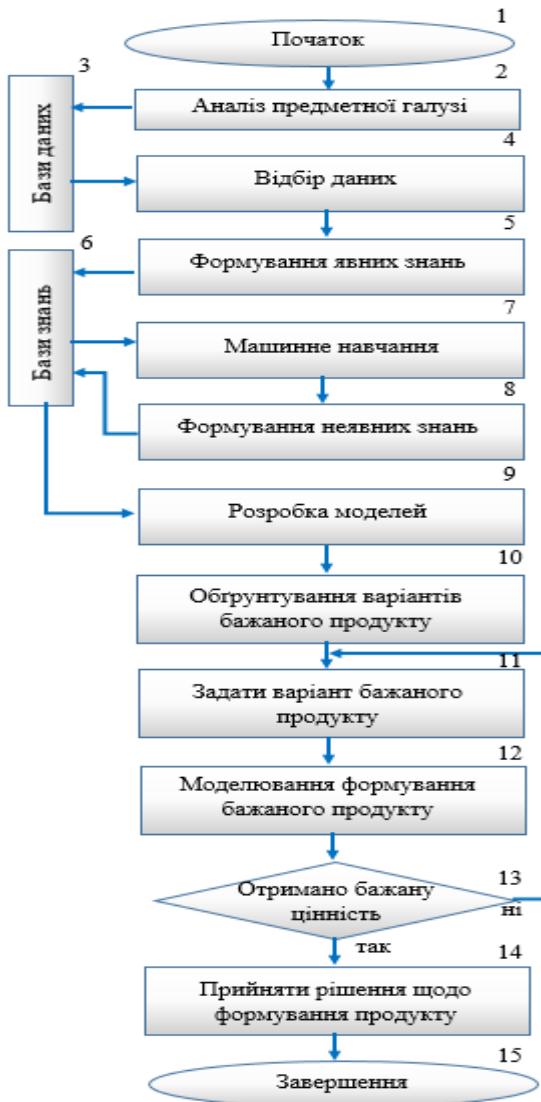 1
Початок
3
2
Бази даних
Аналіз предметної галузі
4
Відбір даних
6
5
Бази знань
Формування явних знань
7
Машинне навчання
8
Формування неявних знань
9
Розробка моделей
10
Обґрунтування варіантів
бажаного продукту
11
Задати варіант бажаного
продукту
12
Моделювання формування
бажаного продукту
13
Отримано бажану
цінність
ні
так
14
Прийняти рішення щодо
формування продукту
15
Завершення